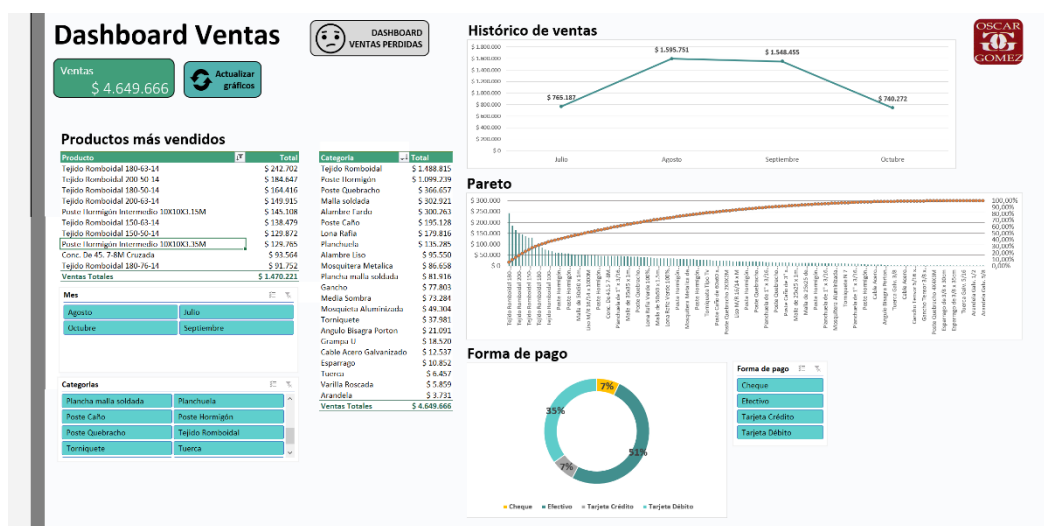 Dashboard Ventas
DASHBOARD
VENTAS PERDIDAS
Ventas
$ 4.649.666
Actualizar
gráficos
OSCAR
GOMEZ
Productos más vendidos
Producto Total
Tejido Romboidal 180-63-14 $ 242.702
Tejido Romboidal 200 50 14 $ 184.647
Tejido Romboidal 180-50-14 $ 164.416
Tejido Romboidal 200-63-14 $ 149.915
Poste Hormigón Intermedio 10X10X3.15M $ 145.108
Tejido Romboidal 150-63-14 $ 138.479
Tejido Romboidal 150-50-14 $ 129.872
Poste Hormigón Intermedio 10X10X3.35M $ 129.765
Conc. De 45. 7-8M Cruzada $ 93.564
Tejido Romboidal 180-76-14 $ 91.752
Ventas Totales $ 1.470.221
Mes
Agosto Julio
Octubre Septiembre
Categorías
Plancha malla soldada Planchuela
Poste Caño Poste Hormigón
Poste Quebracho Tejido Romboidal
Torniquete Tuerca
Categoría Total
Tejido Romboidal $ 1.488.815
Poste Hormigón $ 1.099.239
Poste Quebracho $ 366.657
Malla soldada $ 302.921
Alambre Fardo $ 300.263
Poste Caño $ 195.128
Lona Rafia $ 179.816
Planchuela $ 135.285
Alambre Liso $ 95.550
Mosquitera Metalica $ 86.658
Plancha malla soldada $ 81.916
Gancho $ 77.803
Media Sombra $ 73.284
Mosquitera Aluminizada $ 49.304
Torniquete $ 37.981
Angulo Bisagra Porton $ 21.091
Grampa U $ 18.520
Cable Acero Galvanizado $ 12.537
Esparrago $ 10.852
Tuerca $ 6.457
Varilla Roscada $ 5.859
Arandela $ 3.731
Ventas Totales $ 4.649.666
Histórico de ventas
$ 1.800.000
$ 1.600.000
$ 1.400.000
$ 1.200.000
$ 1.000.000
$ 800.000
$ 600.000
$ 400.000
$ 200.000
$ 0
$ 765.187
$ 1.595.751
$ 1.548.455
$ 740.272
Julio Agosto Septiembre Octubre
Pareto
$ 300.000
$ 250.000
$ 200.000
$ 150.000
$ 100.000
$ 50.000
$ 0
100,00%
90,00%
80,00%
70,00%
60,00%
50,00%
40,00%
30,00%
20,00%
10,00%
0,00%
Forma de pago
7%
35%
51%
7%
Cheque Efectivo Tarjeta Crédito Tarjeta Débito
Forma de pago
Cheque
Efectivo
Tarjeta Crédito
Tarjeta Débito